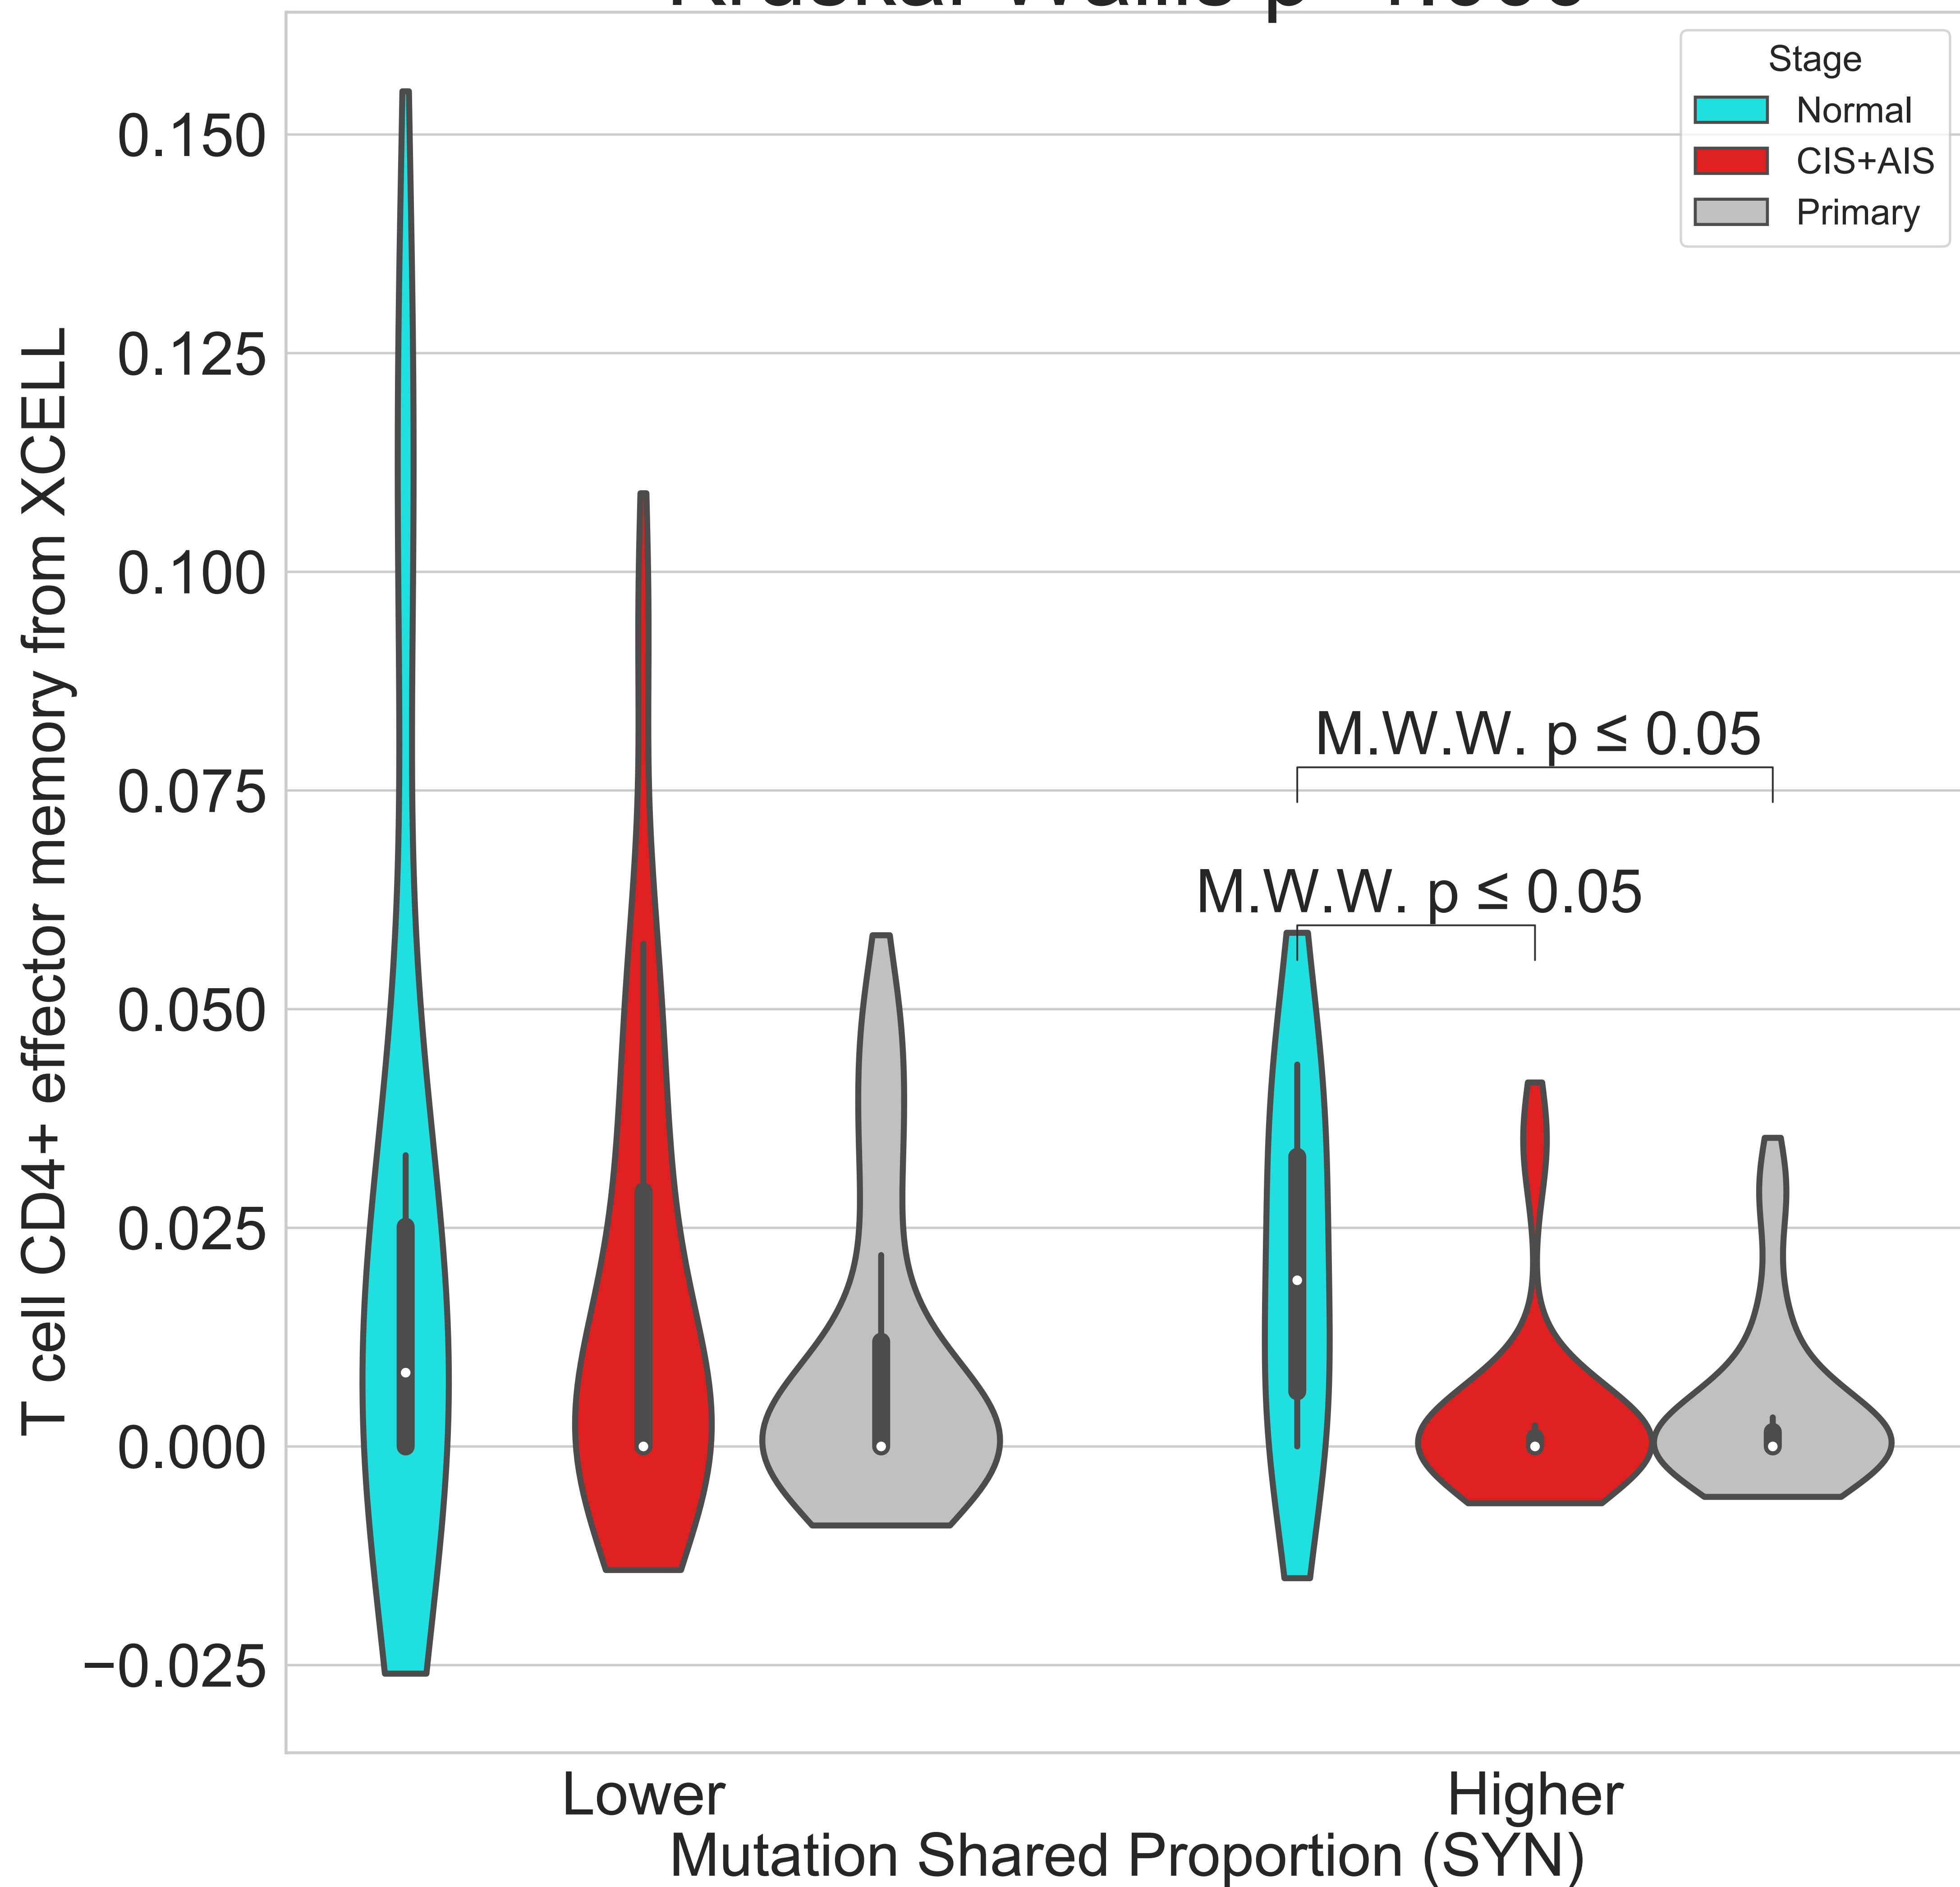 Stage
Normal
CIS+AIS
Primary
0.150
0.125
0.100
0.075
0.050
0.025
0.000
−0.025
T cell CD4+ effector memory from XCELL
M.W.W. p ≤ 0.05
M.W.W. p ≤ 0.05
Lower
Higher
Mutation Shared Proportion (SYN)